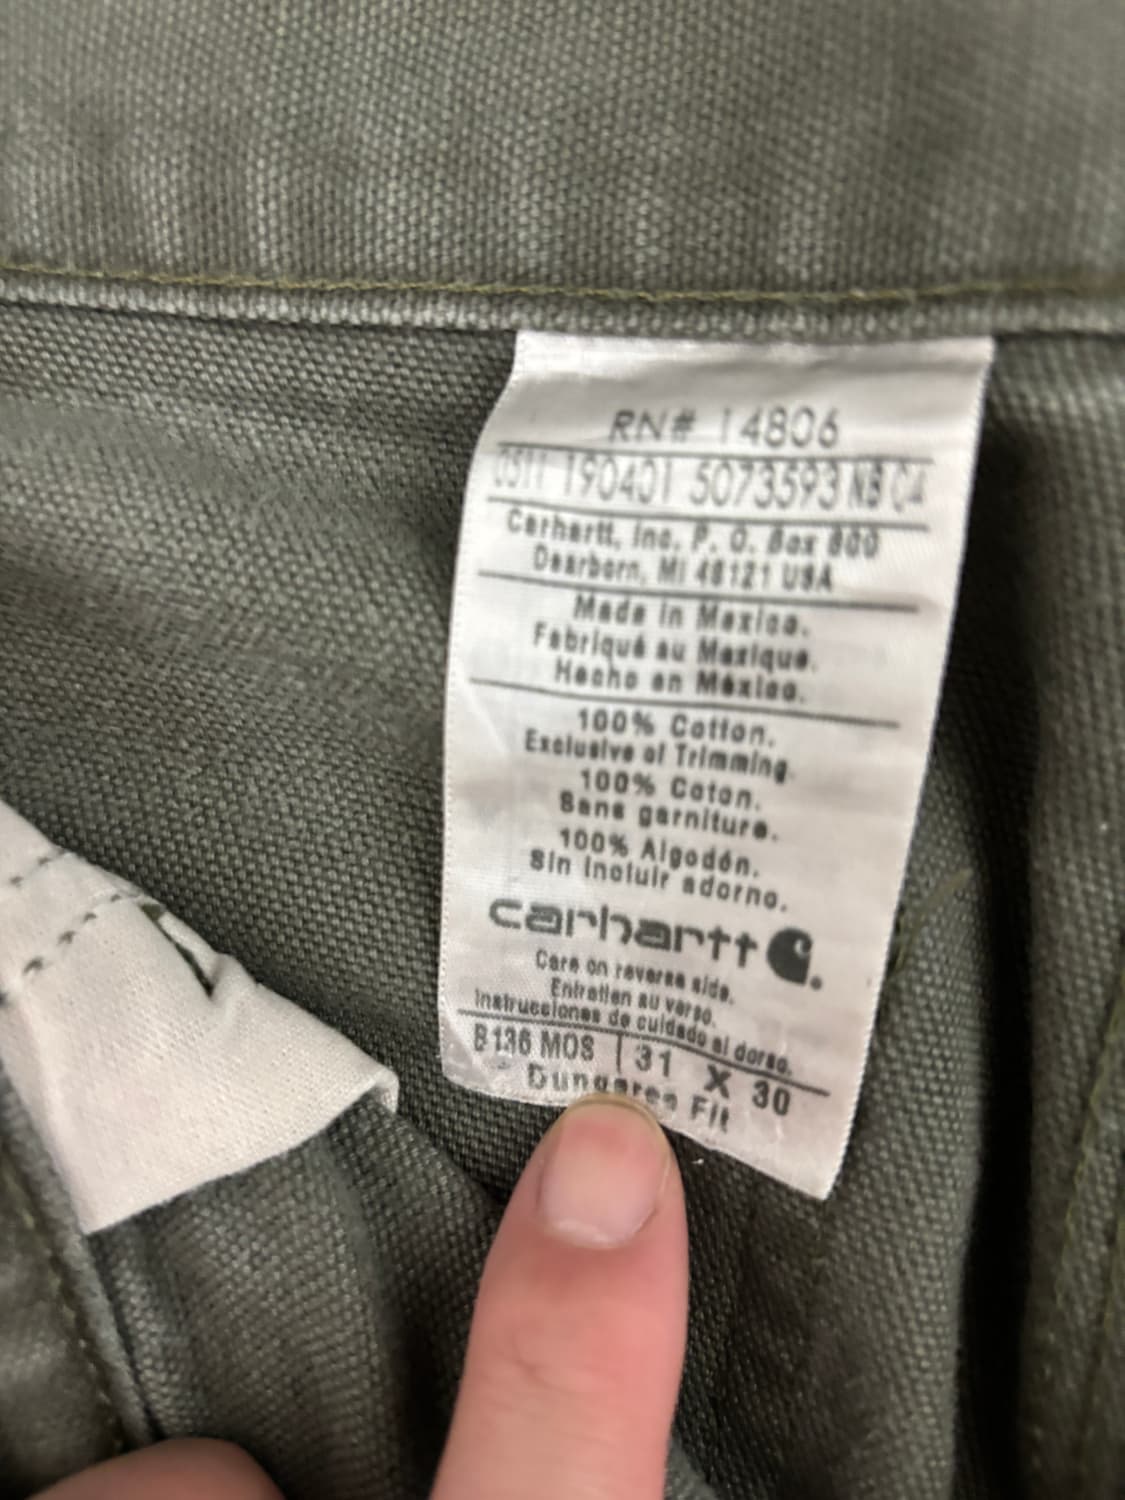 RN# 14806
0511 190401 5073593 NB
Carhartt, Inc. P. O. Box 600
Dearborn, MI 48121 USA
Made in Mexico.
Fabriqué au Mexique.
Hecho en México.
100% Cotton.
Exclusive of Trimming.
100% Coton.
Sans garniture.
100% Algodón.
Sin incluir adorno.
carhartt
Care on reverse side.
Entretien au verso.
Instrucciones de cuidado al dorso.
B136 MOS | 31 X 30
Dungaree Fit